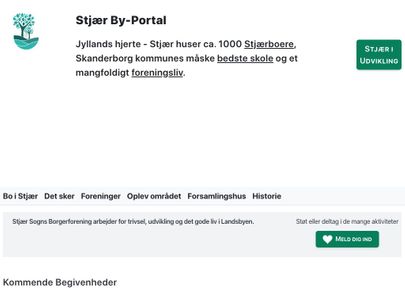 Stjær By-Portal
Jyllands hjerte - Stjær huser ca. 1000 Stjærboere,
Skanderborg kommunes måske bedste skole og et
mangfoldigt foreningsliv.
Stjær i
Udvikling
Bo i Stjær Det sker Foreninger Oplev området Forsamlingshus Historie
Stjær Sogns Borgerforening arbejder for trivsel, udvikling og det gode liv i Landsbyen.
Støt eller deltag i de mange aktiviteter
Meld dig ind
Kommende Begivenheder